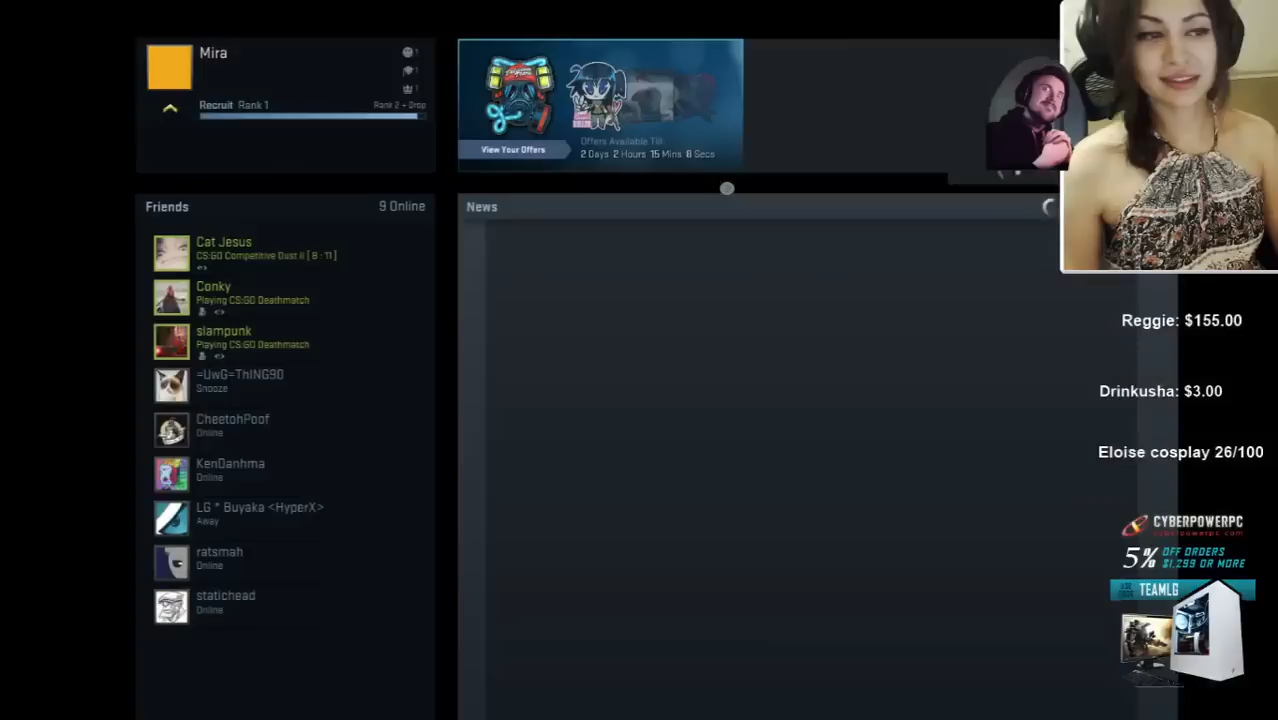 Mira
Recruit Rank 1
Rank 2 + Drop
View Your Offers
Offers Available Till
2 Days 2 Hours 15 Mins 8 Secs
Friends
9 Online
News
Cat Jesus
CS:GO Competitive Dust II [ 8 : 11 ]
Conky
Playing CS:GO Deathmatch
slampunk
Playing CS:GO Deathmatch
=UwG=ThING90
Snooze
CheetohPoof
Online
KenDanhma
Online
LG * Buyaka <HyperX>
Away
ratsmah
Online
statichead
Online
Reggie: $155.00
Drinkusha: $3.00
Eloise cosplay 26/100
CYBERPOWERPC
cyberpowerpc.com
5% OFF ORDERS
$1,299 OR MORE
USE CODE TEAMLG